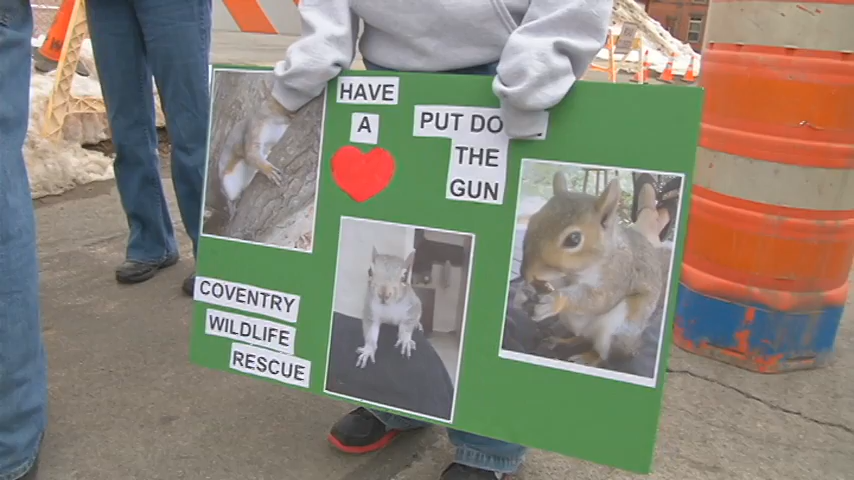 HAVE
A
PUT DO
THE
GUN
COVENTRY
WILDLIFE
RESCUE